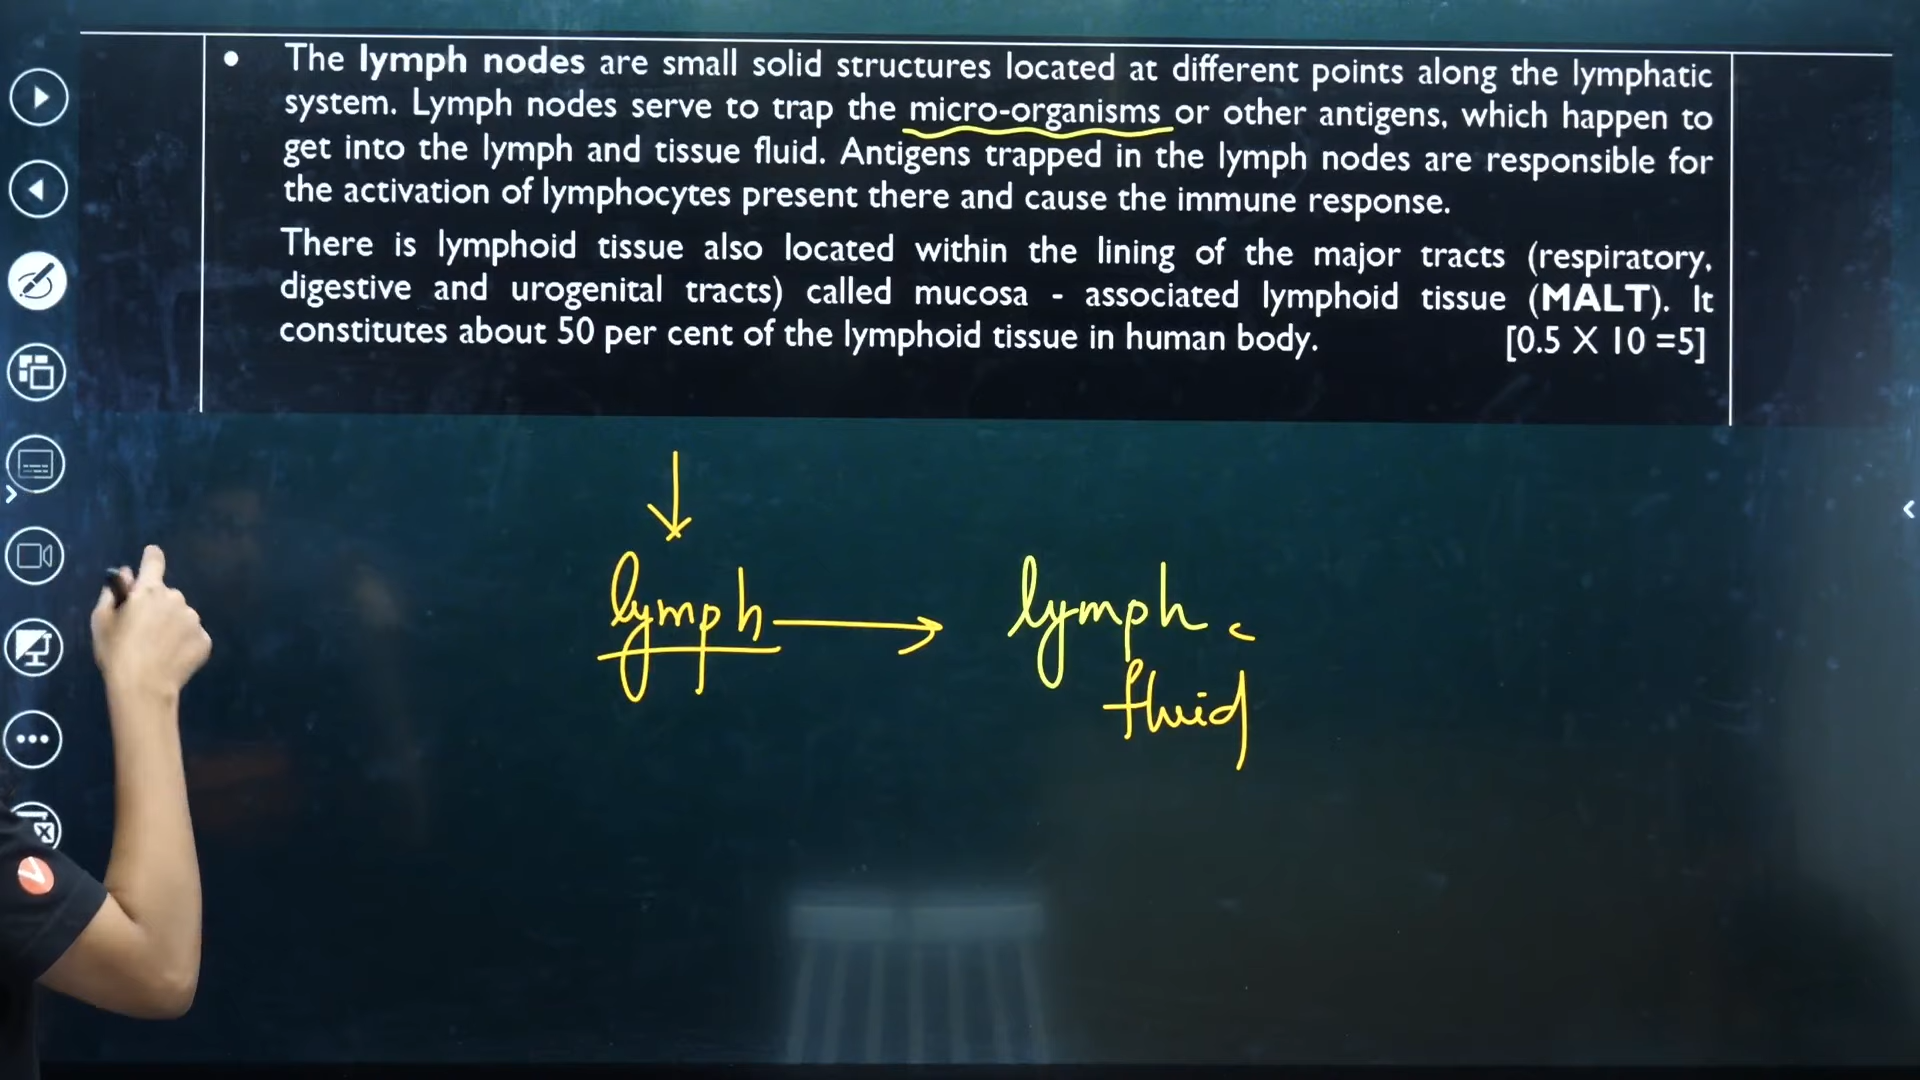 • The lymph nodes are small solid structures located at different points along the lymphatic
system. Lymph nodes serve to trap the micro-organisms or other antigens, which happen to
get into the lymph and tissue fluid. Antigens trapped in the lymph nodes are responsible for
the activation of lymphocytes present there and cause the immune response.
There is lymphoid tissue also located within the lining of the major tracts (respiratory,
digestive and urogenital tracts) called mucosa - associated lymphoid tissue (MALT). It
constitutes about 50 per cent of the lymphoid tissue in human body. [0.5 X 10 =5]
lymph → lymph
fluid